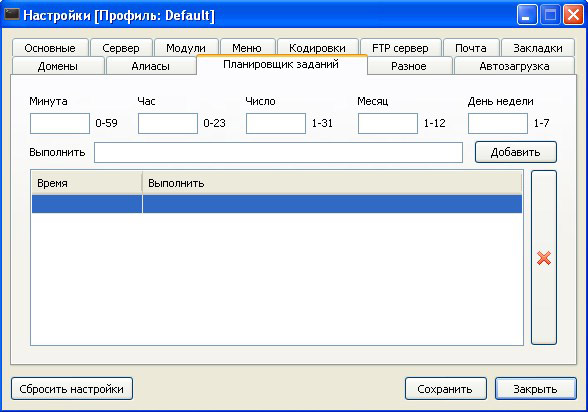 Настройки [Профиль: Default]
Основные Сервер Модули Меню Кодировки FTP сервер Почта Закладки
Домены Алиасы Планировщик заданий Разное Автозагрузка
Минута Час Число Месяц День недели
0-59 0-23 1-31 1-12 1-7
Выполнить Добавить
Время Выполнить
Сбросить настройки Сохранить Закрыть